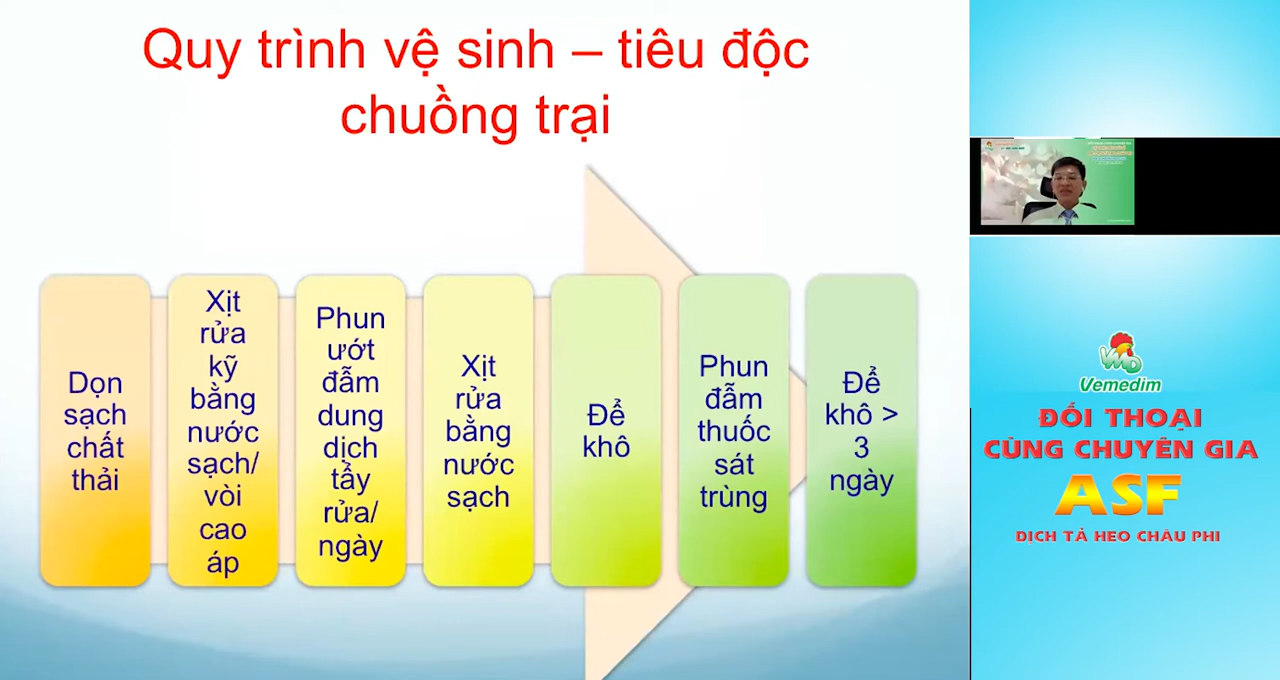 Quy trình vệ sinh – tiêu độc
chuồng trại
Dọn
sạch
chất
thải
Xịt
rửa
kỹ
bằng
nước
sạch/
vòi
cao
áp
Phun
ướt
đẫm
dung
dịch
tẩy
rửa/
ngày
Xịt
rửa
bằng
nước
sạch
Để
khô
Phun
đẫm
thuốc
sát
trùng
Để
khô >
3
ngày
VMD
Vemedim
ĐỐI THOẠI
CÙNG CHUYÊN GIA
ASF
DỊCH TẢ HEO CHÂU PHI